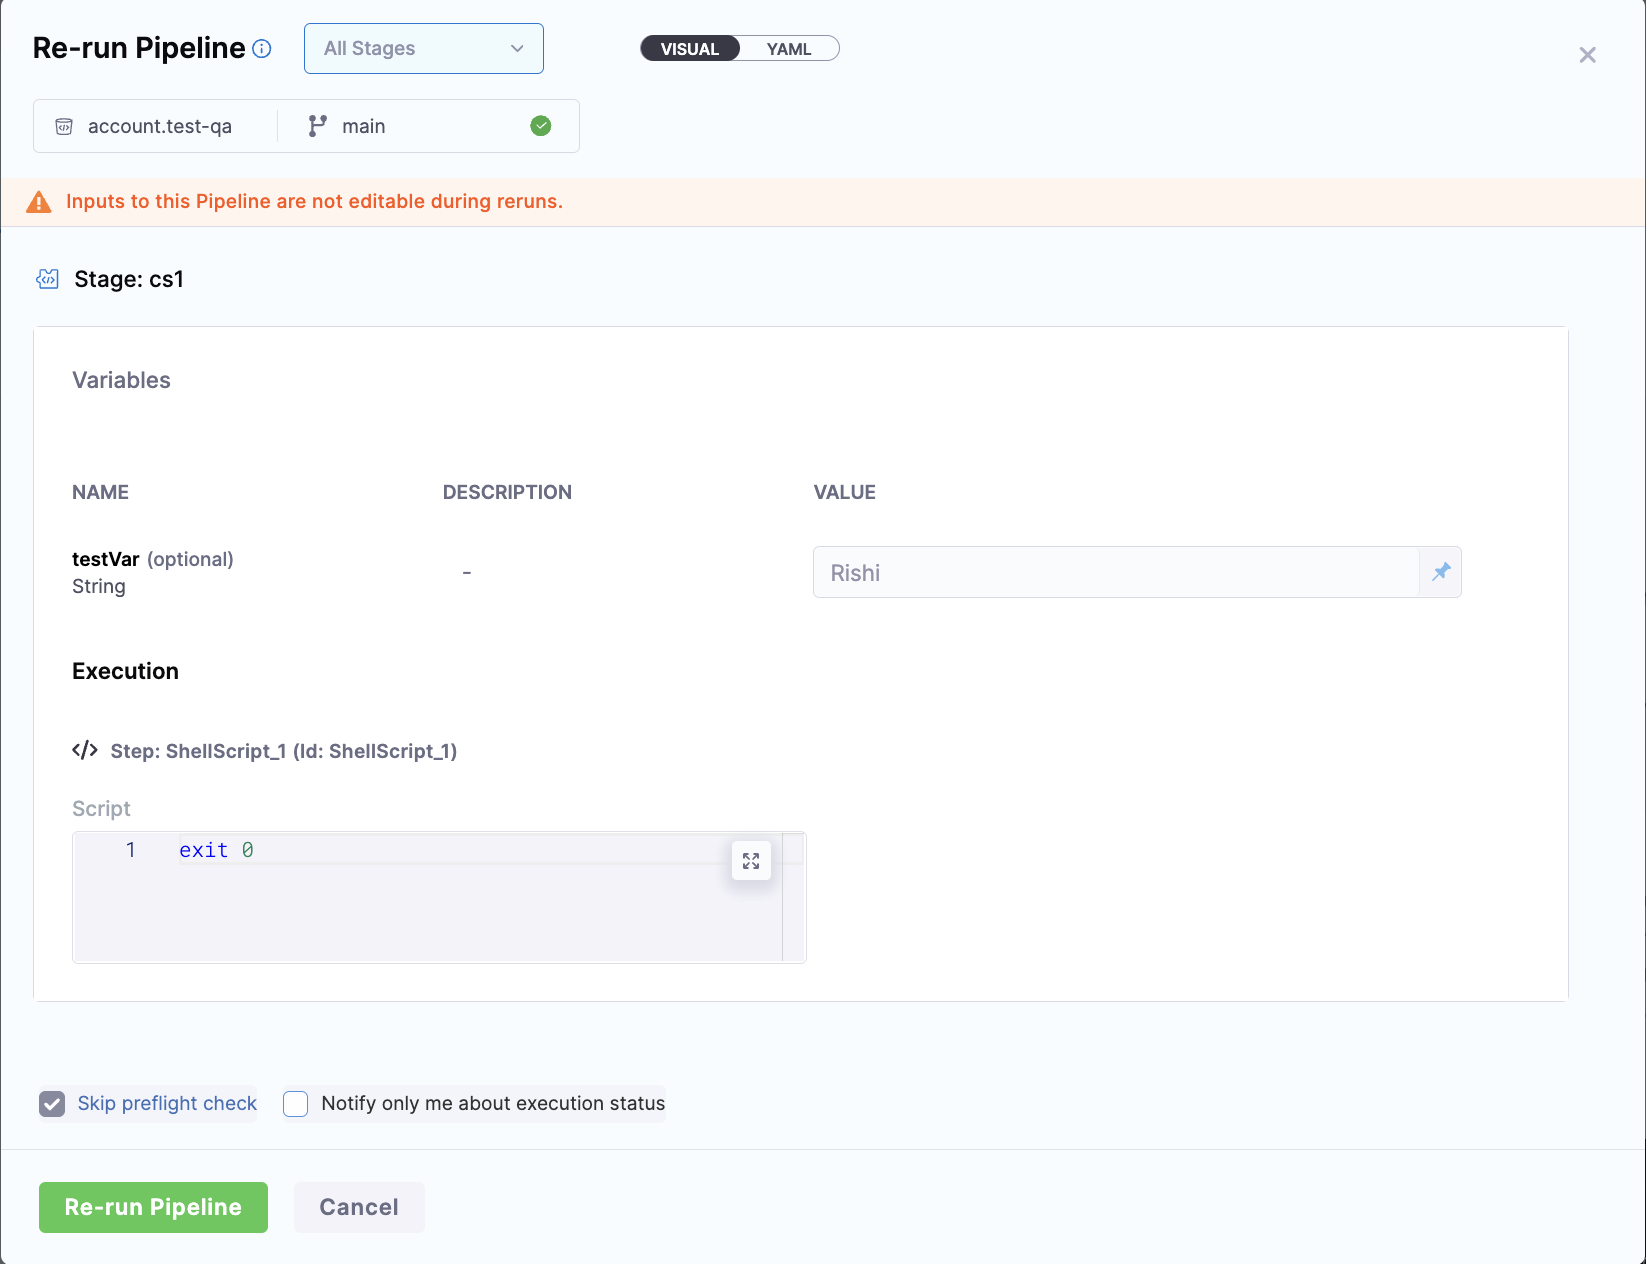 Re-run Pipeline
All Stages
VISUAL
YAML
account.test-qa
main
Inputs to this Pipeline are not editable during reruns.
Stage: cs1
Variables
NAME
DESCRIPTION
VALUE
testVar (optional)
String
-
Rishi
Execution
</> Step: ShellScript_1 (Id: ShellScript_1)
Script
1 exit 0
Skip preflight check
Notify only me about execution status
Re-run Pipeline
Cancel